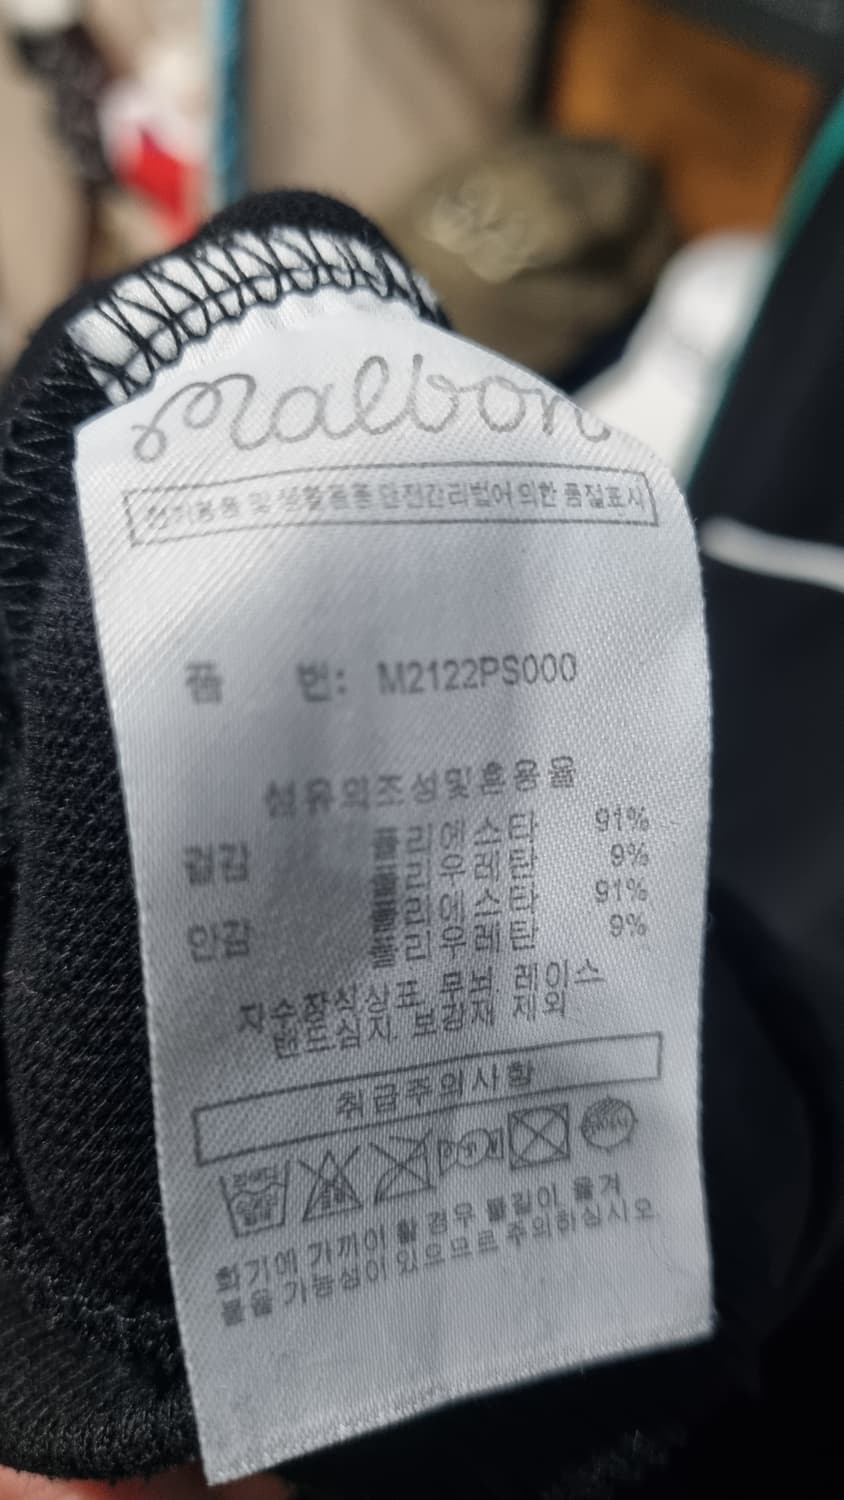 malbon
전기용품 및 생활용품 안전관리법에 의한 품질표시
품 번: M2122PS000
섬유의조성및혼용율
겉감 폴리에스타 91%
폴리우레탄 9%
안감 폴리에스타 91%
폴리우레탄 9%
자수장식상표, 무늬, 레이스
밴드심지, 보강재 제외
취급주의사항
화기에 가까이 할 경우 불길이 옮겨
붙을 가능성이 있으므로 주의하십시오.